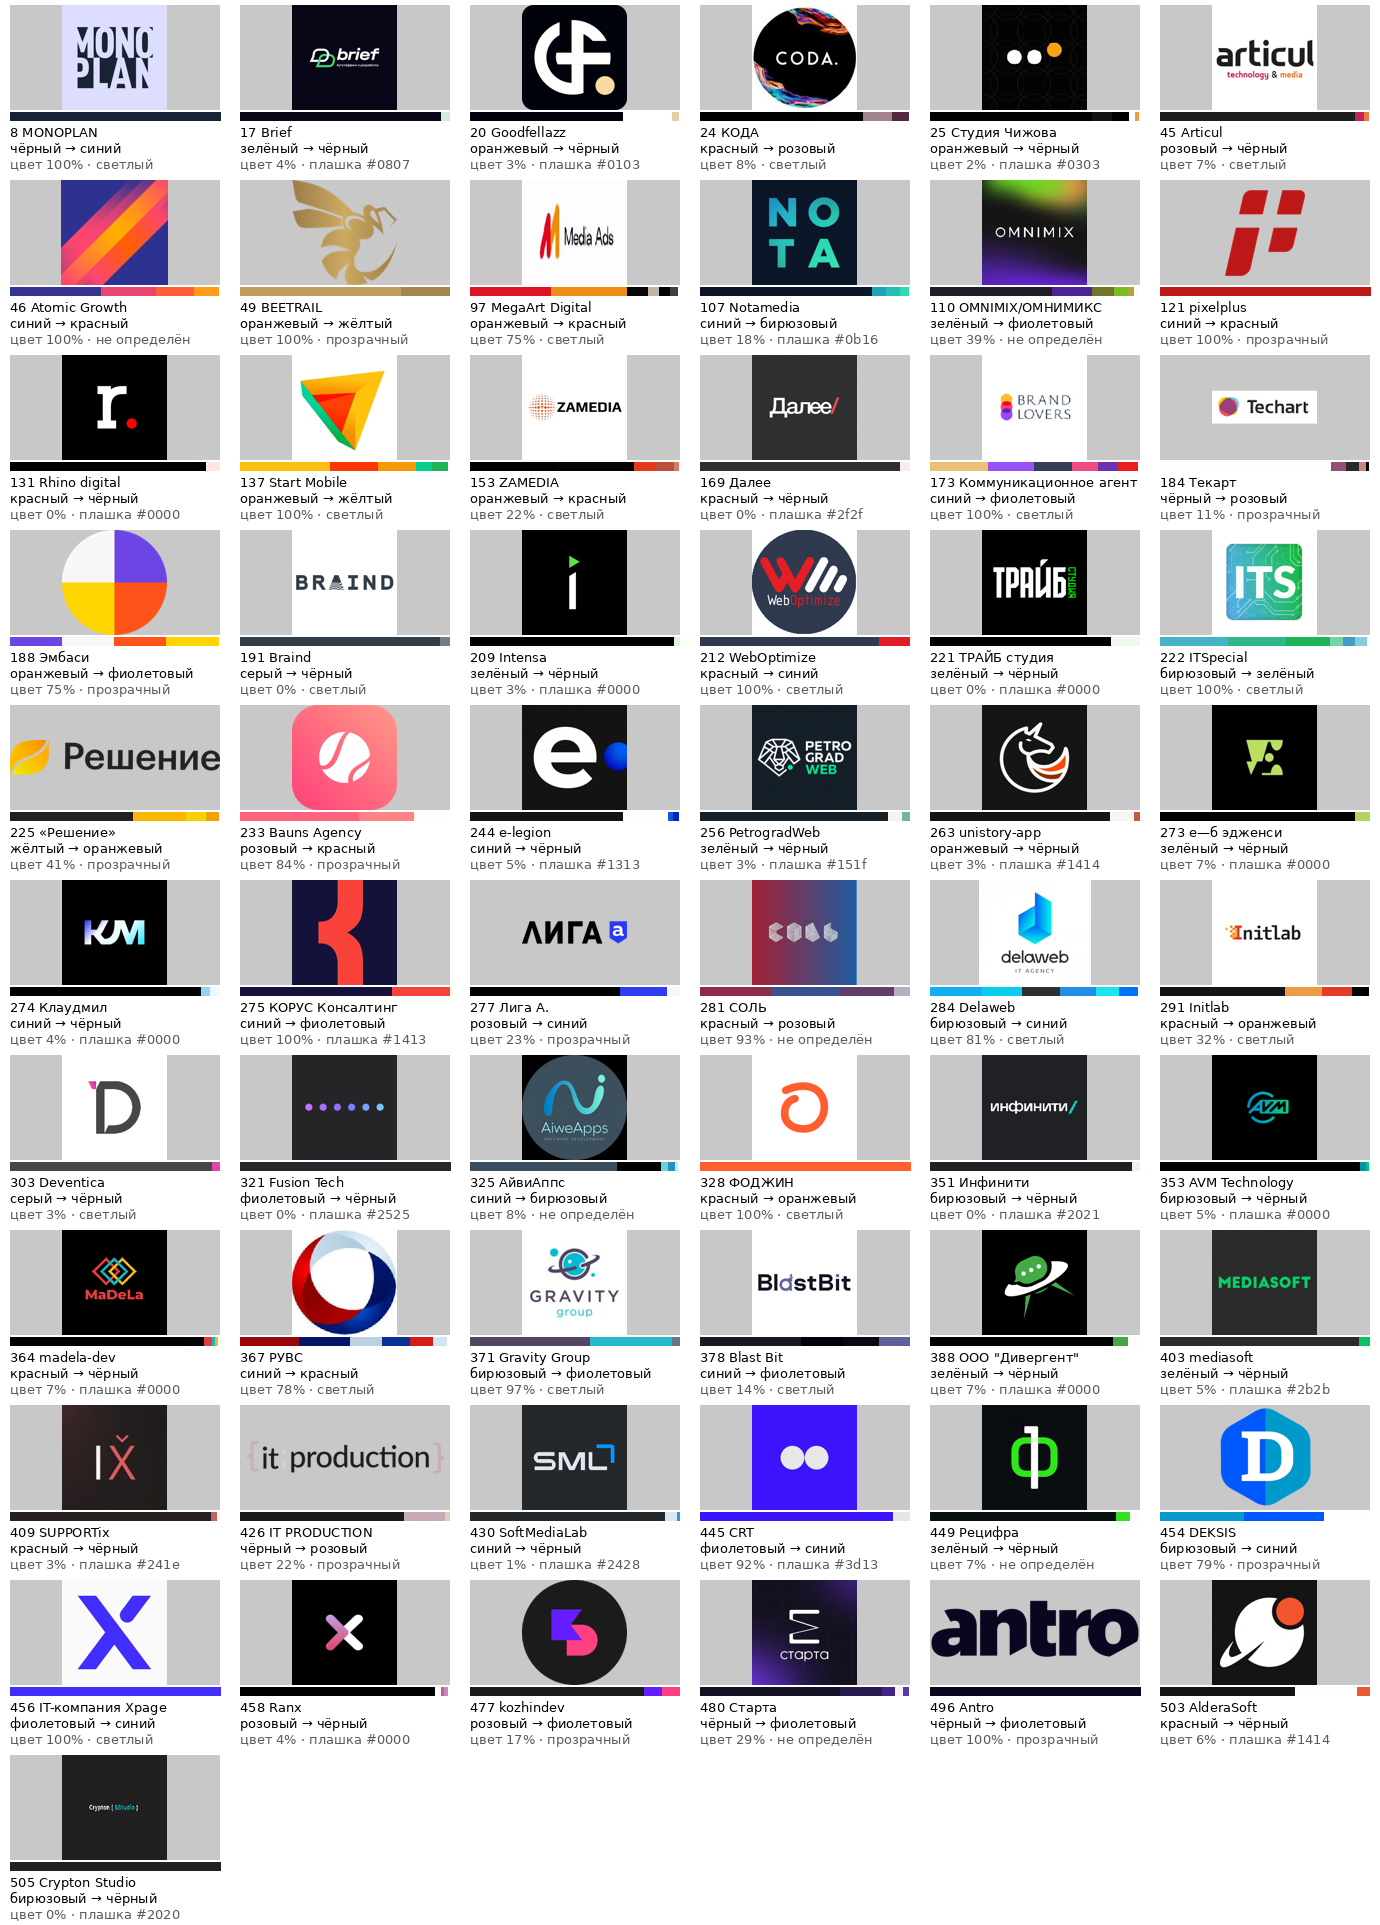 MONO
PLAN
brief
Аутстаффинг и разработка
CODA.
articul
technology & media
8 MONOPLAN
чёрный → синий
цвет 100% · светлый
17 Brief
зелёный → чёрный
цвет 4% · плашка #0807
20 Goodfellazz
оранжевый → чёрный
цвет 3% · плашка #0103
24 КОДА
красный → розовый
цвет 8% · светлый
25 Студия Чижова
оранжевый → чёрный
цвет 2% · плашка #0303
45 Articul
розовый → чёрный
цвет 7% · светлый
Media Ads
NO
TA
OMNIMIX
46 Atomic Growth
синий → красный
цвет 100% · не определён
49 BEETRAIL
оранжевый → жёлтый
цвет 100% · прозрачный
97 MegaArt Digital
оранжевый → красный
цвет 75% · светлый
107 Notamedia
синий → бирюзовый
цвет 18% · плашка #0b16
110 OMNIMIX/ОМНИМИКС
зелёный → фиолетовый
цвет 39% · не определён
121 pixelplus
синий → красный
цвет 100% · прозрачный
r.
ZAMEDIA
Далее/
BRAND
LOVERS
Techart
131 Rhino digital
красный → чёрный
цвет 0% · плашка #0000
137 Start Mobile
оранжевый → жёлтый
цвет 100% · светлый
153 ZAMEDIA
оранжевый → красный
цвет 22% · светлый
169 Далее
красный → чёрный
цвет 0% · плашка #2f2f
173 Коммуникационное агент
синий → фиолетовый
цвет 100% · светлый
184 Текарт
чёрный → розовый
цвет 11% · прозрачный
BRAIND
i
WebOptimize
ТРАЙБ
СТУДИЯ
ITS
188 Эмбаси
оранжевый → фиолетовый
цвет 75% · прозрачный
191 Braind
серый → чёрный
цвет 0% · светлый
209 Intensa
зелёный → чёрный
цвет 3% · плашка #0000
212 WebOptimize
красный → синий
цвет 100% · светлый
221 ТРАЙБ студия
зелёный → чёрный
цвет 0% · плашка #0000
222 ITSpecial
бирюзовый → зелёный
цвет 100% · светлый
Решение
e
PETRO
GRAD
WEB
225 «Решение»
жёлтый → оранжевый
цвет 41% · прозрачный
233 Bauns Agency
розовый → красный
цвет 84% · прозрачный
244 e-legion
синий → чёрный
цвет 5% · плашка #1313
256 PetrogradWeb
зелёный → чёрный
цвет 3% · плашка #151f
263 unistory-app
оранжевый → чёрный
цвет 3% · плашка #1414
273 е—б эдженси
зелёный → чёрный
цвет 7% · плашка #0000
ЛИГА a
СОЛЬ
delaweb
IT AGENCY
Initlab
274 Клаудмил
синий → чёрный
цвет 4% · плашка #0000
275 КОРУС Консалтинг
синий → фиолетовый
цвет 100% · плашка #1413
277 Лига А.
розовый → синий
цвет 23% · прозрачный
281 СОЛЬ
красный → розовый
цвет 93% · не определён
284 Delaweb
бирюзовый → синий
цвет 81% · светлый
291 Initlab
красный → оранжевый
цвет 32% · светлый
AiweApps
SOFTWARE DEVELOPMENT
инфинити/
AVM
303 Deventica
серый → чёрный
цвет 3% · светлый
321 Fusion Tech
фиолетовый → чёрный
цвет 0% · плашка #2525
325 АйвиАппс
синий → бирюзовый
цвет 8% · не определён
328 ФОДЖИН
красный → оранжевый
цвет 100% · светлый
351 Инфинити
бирюзовый → чёрный
цвет 0% · плашка #2021
353 AVM Technology
бирюзовый → чёрный
цвет 5% · плашка #0000
MaDeLa
GRAVITY
group
BlastBit
MEDIASOFT
364 madela-dev
красный → чёрный
цвет 7% · плашка #0000
367 РУВС
синий → красный
цвет 78% · светлый
371 Gravity Group
бирюзовый → фиолетовый
цвет 97% · светлый
378 Blast Bit
синий → фиолетовый
цвет 14% · светлый
388 ООО "Дивергент"
зелёный → чёрный
цвет 7% · плашка #0000
403 mediasoft
зелёный → чёрный
цвет 5% · плашка #2b2b
{it production}
SML
D
409 SUPPORTix
красный → чёрный
цвет 3% · плашка #241e
426 IT PRODUCTION
чёрный → розовый
цвет 22% · прозрачный
430 SoftMediaLab
синий → чёрный
цвет 1% · плашка #2428
445 CRT
фиолетовый → синий
цвет 92% · плашка #3d13
449 Рецифра
зелёный → чёрный
цвет 7% · не определён
454 DEKSIS
бирюзовый → синий
цвет 79% · прозрачный
старта
antro
456 IT-компания Xpage
фиолетовый → синий
цвет 100% · светлый
458 Ranx
розовый → чёрный
цвет 4% · плашка #0000
477 kozhindev
розовый → фиолетовый
цвет 17% · прозрачный
480 Старта
чёрный → фиолетовый
цвет 29% · не определён
496 Antro
чёрный → фиолетовый
цвет 100% · прозрачный
503 AlderaSoft
красный → чёрный
цвет 6% · плашка #1414
Crypton [ &Studio ]
505 Crypton Studio
бирюзовый → чёрный
цвет 0% · плашка #2020